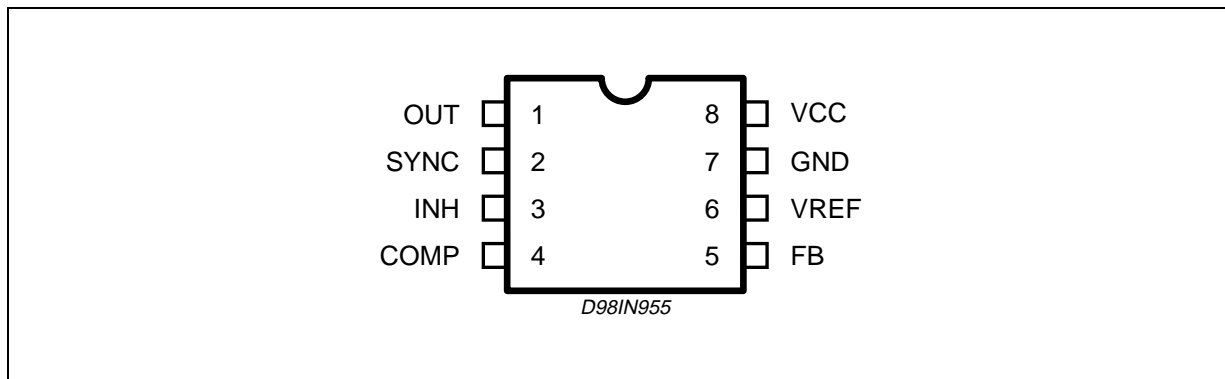 OUT 1 8 VCC
SYNC 2 7 GND
INH 3 6 VREF
COMP 4 5 FB
D98IN955